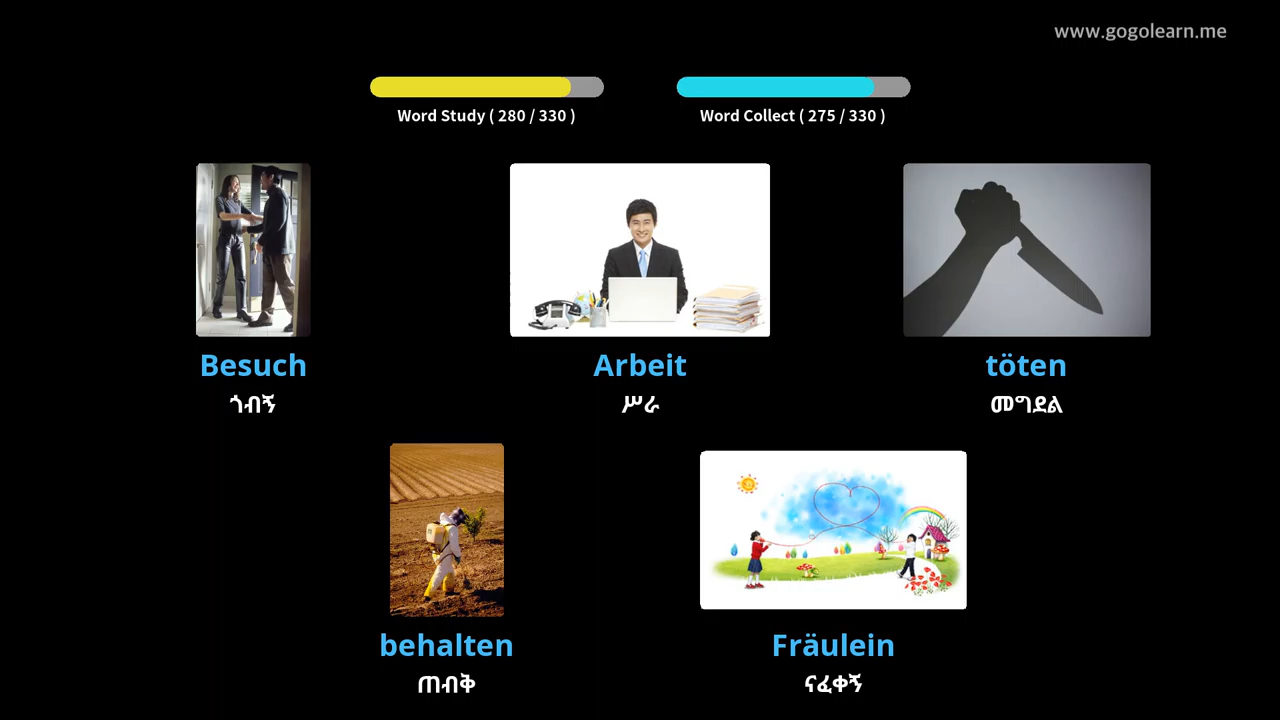 www.gogolearn.me
Word Study ( 280 / 330 )
Word Collect ( 275 / 330 )
Besuch
ጎብኝ
Arbeit
ሥራ
töten
መግደል
behalten
ጠብቅ
Fräulein
ናፈቀኝ